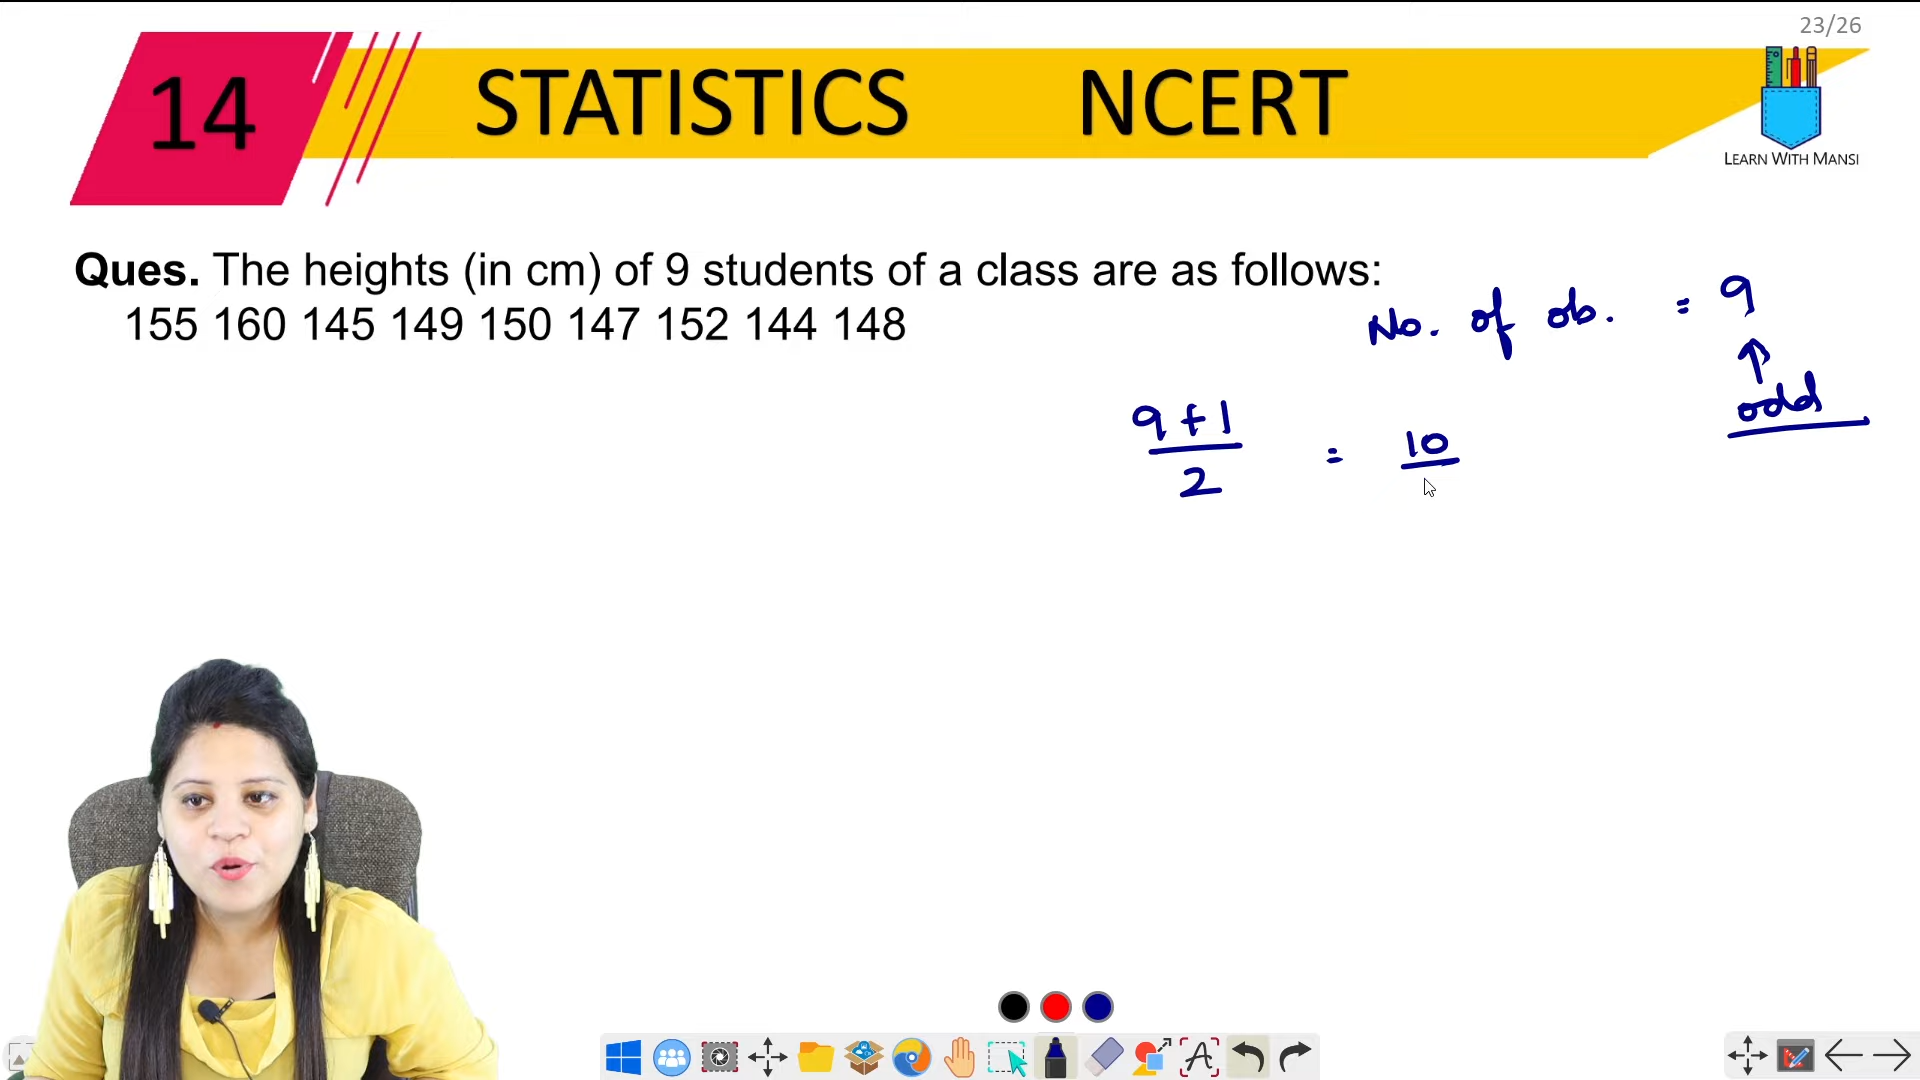 23/26
14 STATISTICS NCERT
LEARN WITH MANSI
Ques. The heights (in cm) of 9 students of a class are as follows:
155 160 145 149 150 147 152 144 148
No. of ob. = 9
odd
9+1
2
= 10